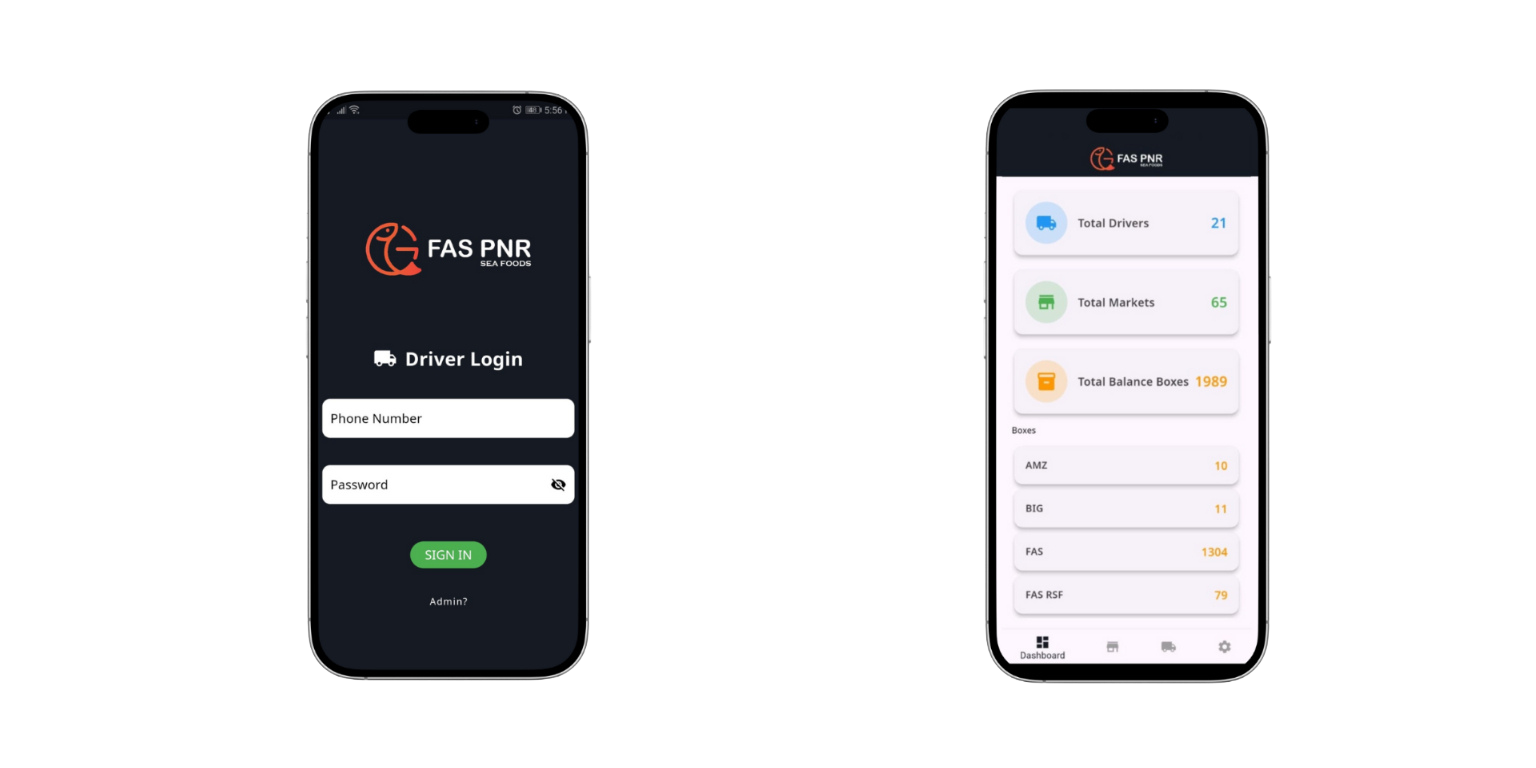 5:56
FAS PNR
SEA FOODS
Driver Login
Phone Number
Password
SIGN IN
Admin?
FAS PNR
SEA FOODS
Total Drivers 21
Total Markets 65
Total Balance Boxes 1989
Boxes
AMZ 10
BIG 11
FAS 1304
FAS RSF 79
Dashboard